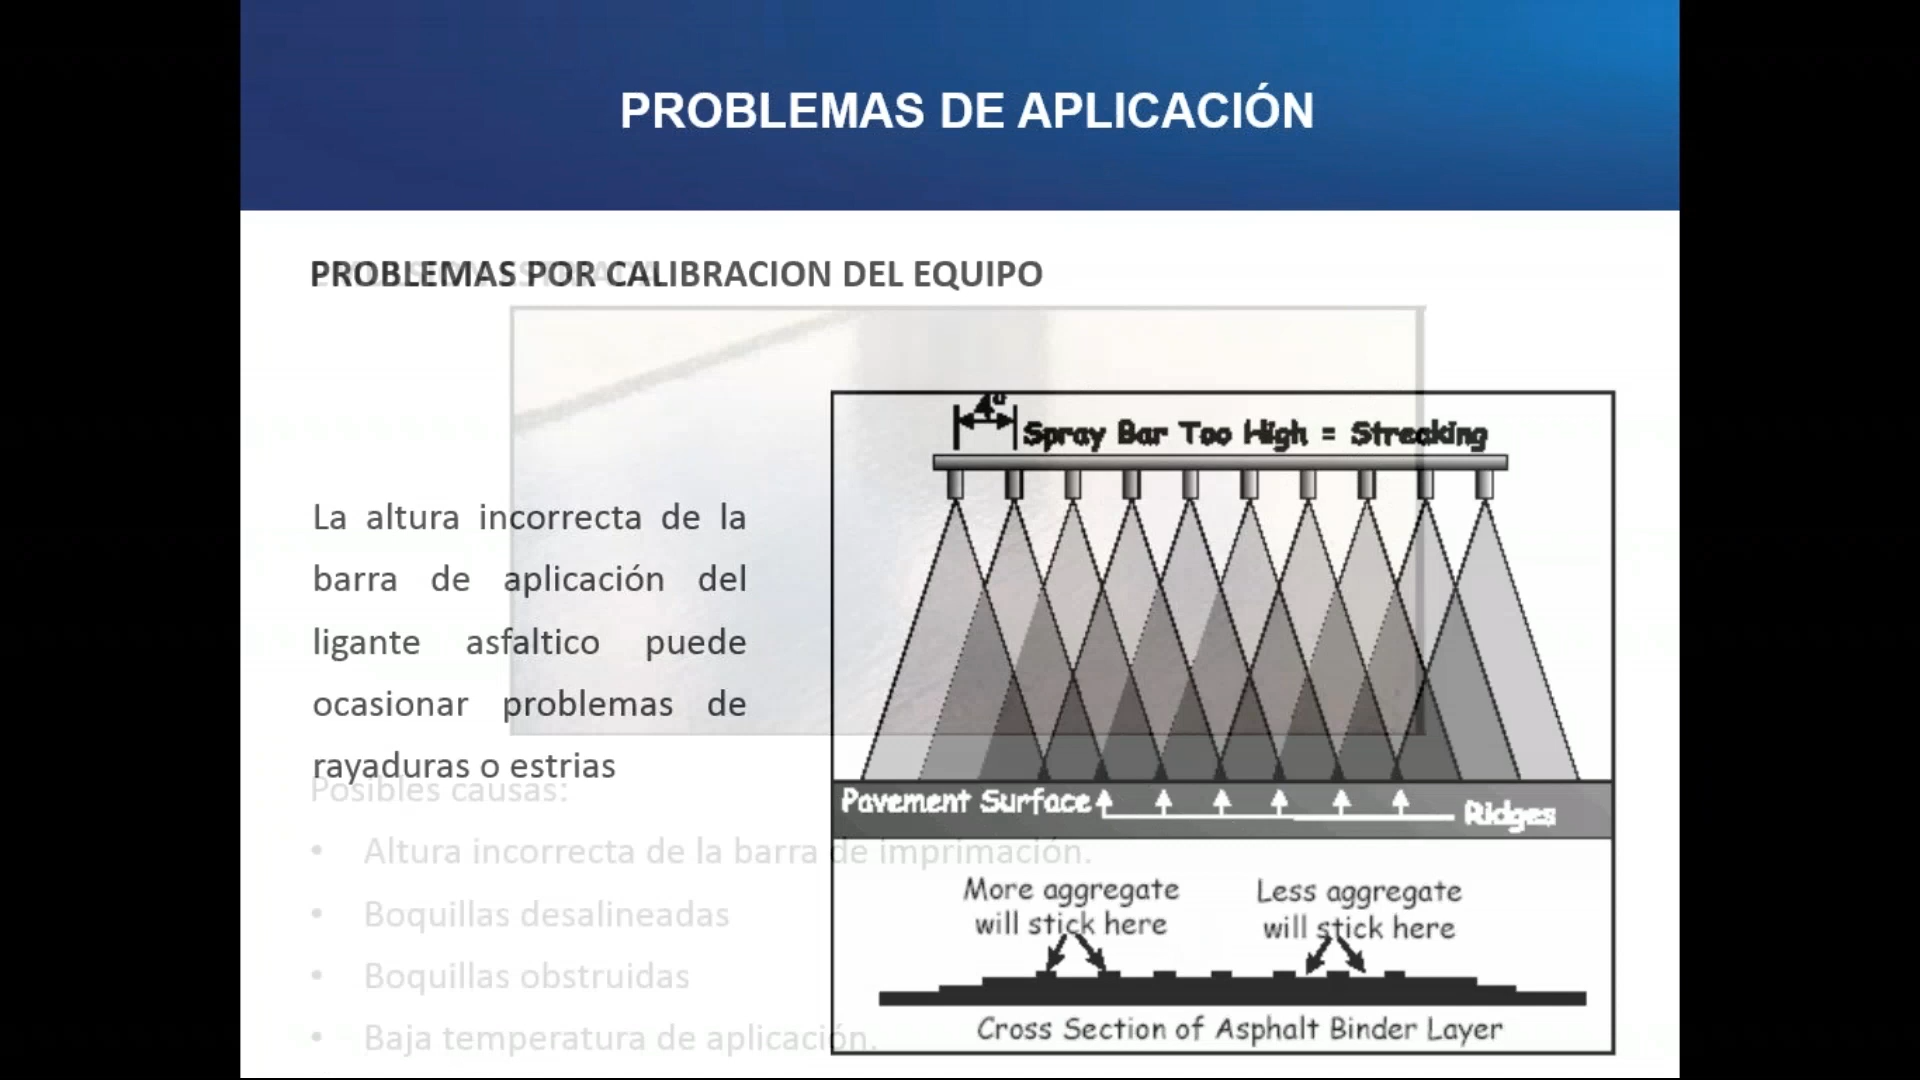 PROBLEMAS DE APLICACIÓN
PROBLEMAS POR CALIBRACION DEL EQUIPO
La altura incorrecta de la
barra de aplicación del
ligante asfaltico puede
ocasionar problemas de
rayaduras o estrias
Posibles causas:
• Altura incorrecta de la barra de imprimación.
• Boquillas desalineadas
• Boquillas obstruidas
• Baja temperatura de aplicación.
4"
Spray Bar Too High = Streaking
Pavement Surface
Ridges
More aggregate
will stick here
Less aggregate
will stick here
Cross Section of Asphalt Binder Layer